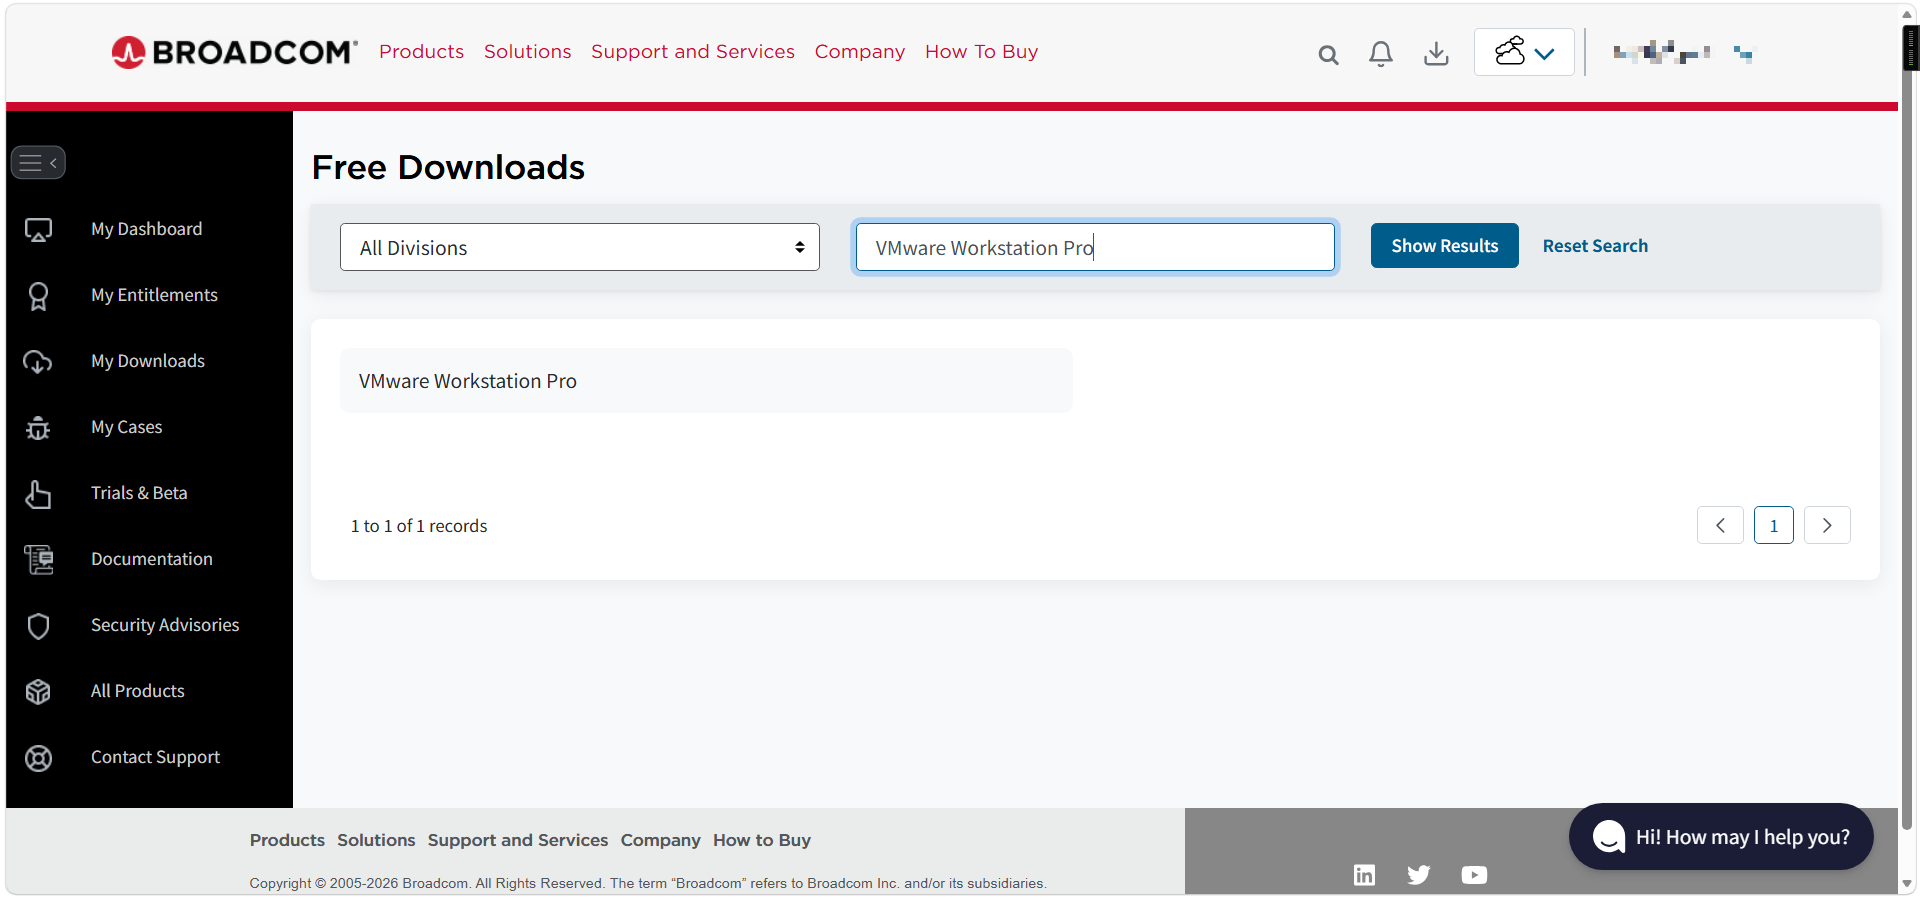 BROADCOM Products Solutions Support and Services Company How To Buy
Free Downloads
All Divisions VMware Workstation Pro Show Results Reset Search
My Dashboard
My Entitlements
My Downloads
My Cases
Trials & Beta
Documentation
Security Advisories
All Products
Contact Support
VMware Workstation Pro
1 to 1 of 1 records 1
Products Solutions Support and Services Company How to Buy
Copyright © 2005-2026 Broadcom. All Rights Reserved. The term “Broadcom” refers to Broadcom Inc. and/or its subsidiaries.
Hi! How may I help you?